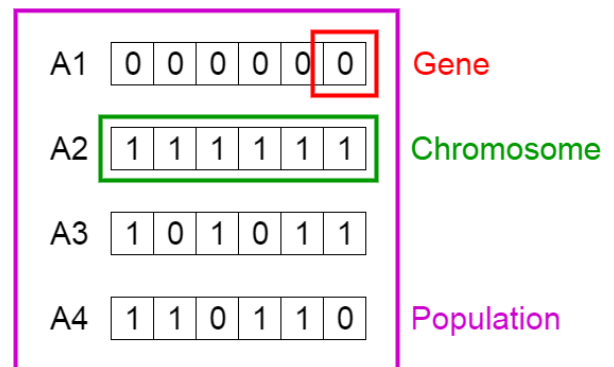 A1 0 0 0 0 0 0 Gene
A2 1 1 1 1 1 1 Chromosome
A3 1 0 1 0 1 1
A4 1 1 0 1 1 0 Population